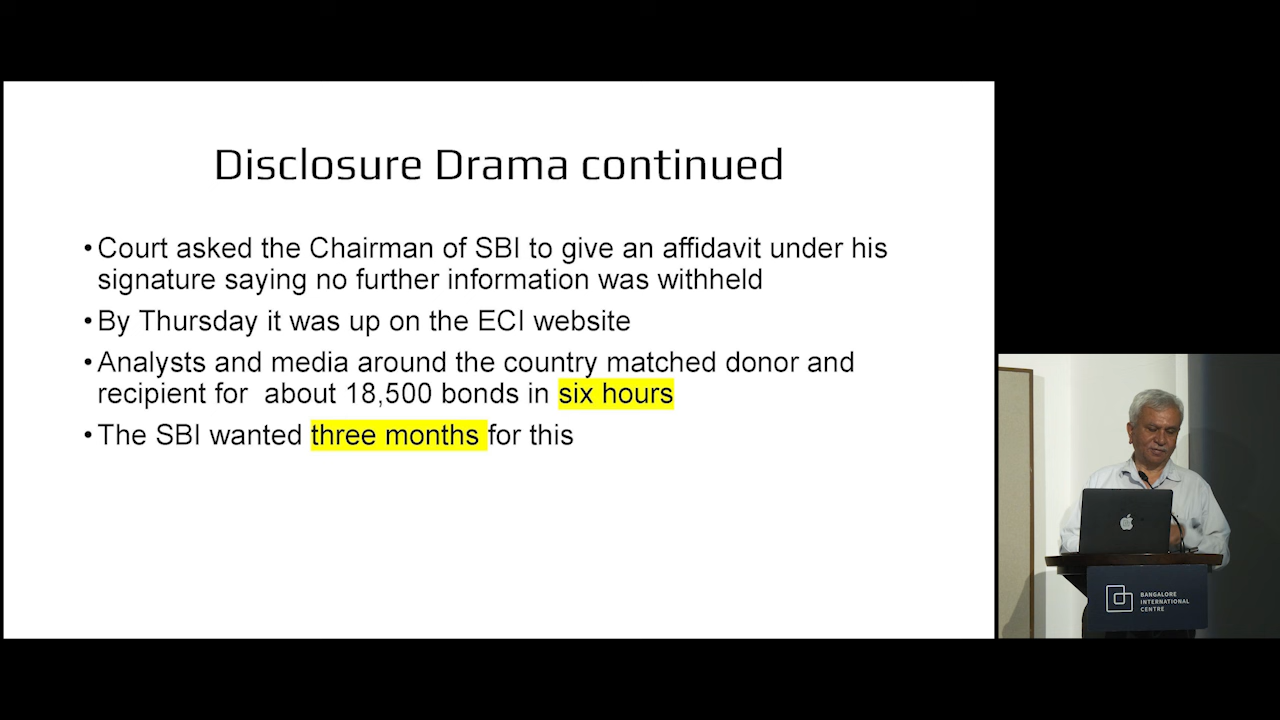 Disclosure Drama continued
• Court asked the Chairman of SBI to give an affidavit under his
signature saying no further information was withheld
• By Thursday it was up on the ECI website
• Analysts and media around the country matched donor and
recipient for  about 18,500 bonds in six hours
• The SBI wanted three months for this
BANGALORE
INTERNATIONAL
CENTRE